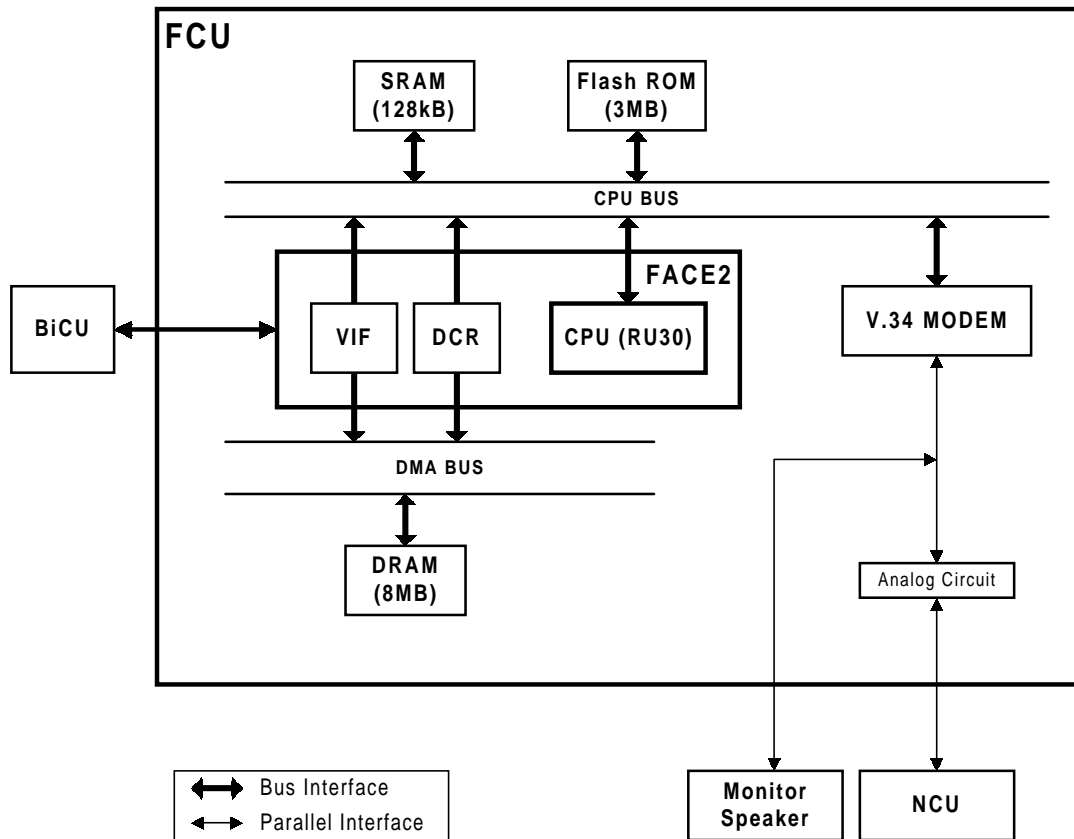 FCU
SRAM
(128kB)
Flash ROM
(3MB)
CPU BUS
FACE2
BiCU
VIF
DCR
CPU (RU30)
V.34 MODEM
DMA BUS
DRAM
(8MB)
Analog Circuit
Bus Interface
Parallel Interface
Monitor
Speaker
NCU